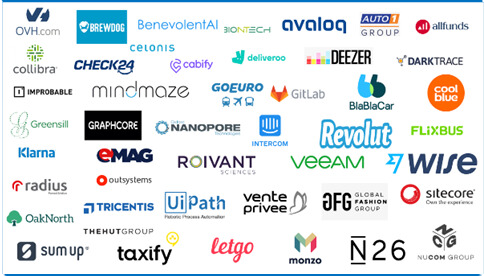 OVH.com
BREWDOG
BenevolentAI
BIONTECH
avaloq
AUTO1
GROUP
allfunds
celonis
collibra
CHECK24
cabify
deliveroo
DEEZER
DARKTRACE
IMPROBABLE
mindmaze
GOEURO
GitLab
BlaBlaCar
cool
blue
Greensill
GRAPHCORE
Oxford
NANOPORE
Technologies
INTERCOM
Revolut
FLiXBUS
Klarna
eMAG
ROIVANT
SCIENCES
VEEAM
WISE
radius
outsystems
sitecore
Own the experience
OakNorth
TRICENTIS
UiPath
Robotic Process Automation
vente
privee
GFG
GLOBAL
FASHION
GROUP
THEHUTGROUP
sum up
taxify
letgo
MONZO
N26
NUCOM GROUP